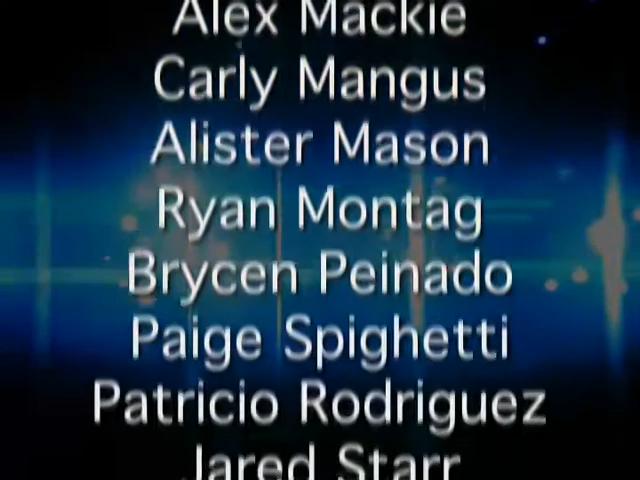 Alex Mackie
Carly Mangus
Alister Mason
Ryan Montag
Brycen Peinado
Paige Spighetti
Patricio Rodriguez
Jared Starr